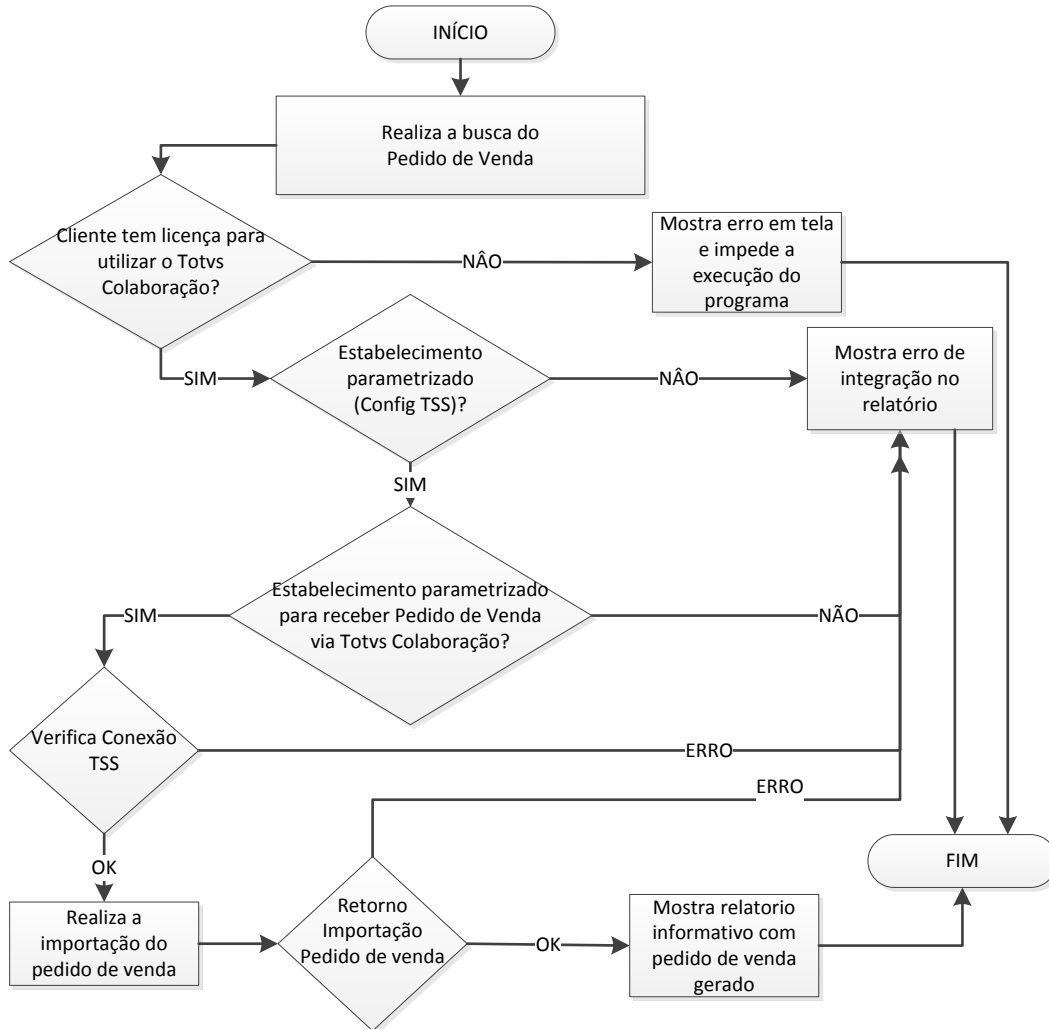 INÍCIO
Realiza a busca do
Pedido de Venda
Cliente tem licença para
utilizar o Totvs
Colaboração?
NÂO
Mostra erro em tela
e impede a
execução do
programa
SIM
Estabelecimento
parametrizado
(Config TSS)?
NÂO
Mostra erro de
integração no
relatório
SIM
Estabelecimento parametrizado
para receber Pedido de Venda
via Totvs Colaboração?
SIM
NÃO
Verifica Conexão
TSS
ERRO
ERRO
OK
FIM
Realiza a
importação do
pedido de venda
Retorno
Importação
Pedido de venda
OK
Mostra relatorio
informativo com
pedido de venda
gerado